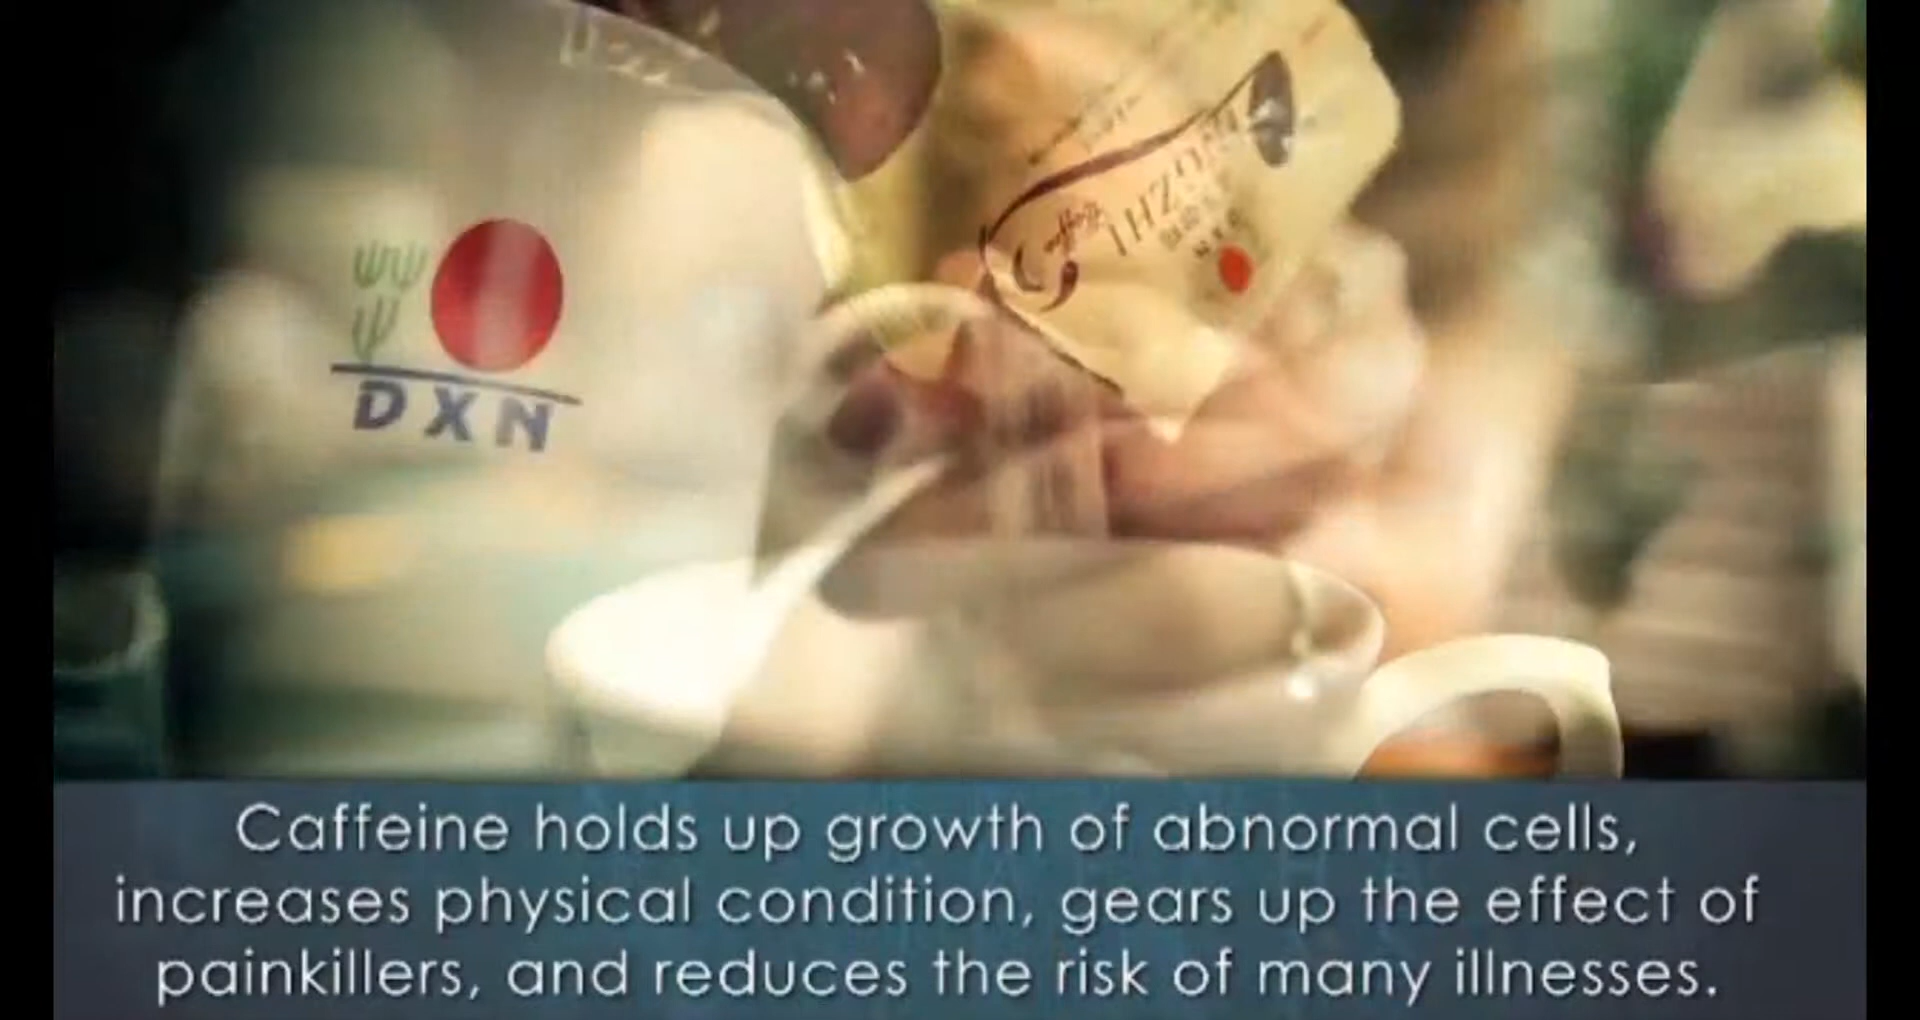 DXN
Coffee
Caffeine holds up growth of abnormal cells,
increases physical condition, gears up the effect of
painkillers, and reduces the risk of many illnesses.